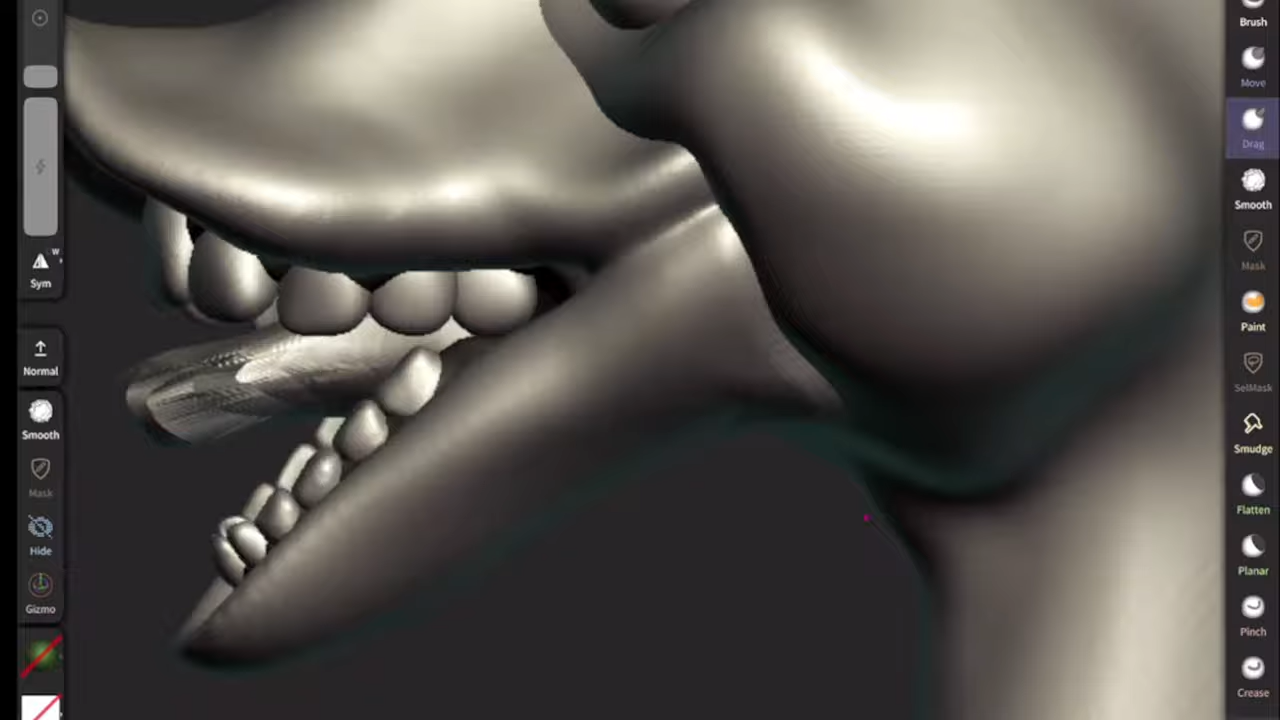 Sym
W
Normal
Smooth
Mask
Hide
Gizmo
Brush
Move
Drag
Smooth
Mask
Paint
SelMask
Smudge
Flatten
Planar
Pinch
Crease